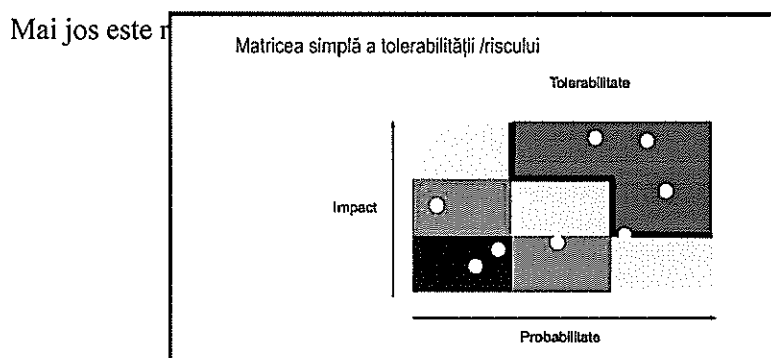 Mai jos este
Matricea simplă a tolerabilității /riscului
Tolerabilitate
Impact
Probabilitate